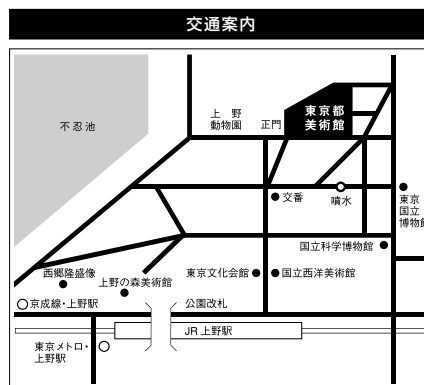 交通案内
東京都
美術館
上野
動物園
正門
不忍池
交番
噴水
東京
国立
博物館
国立科学博物館
西郷隆盛像
上野の森美術館
東京文化会館
国立西洋美術館
京成線・上野駅
公園改札
JR上野駅
東京メトロ・
上野駅